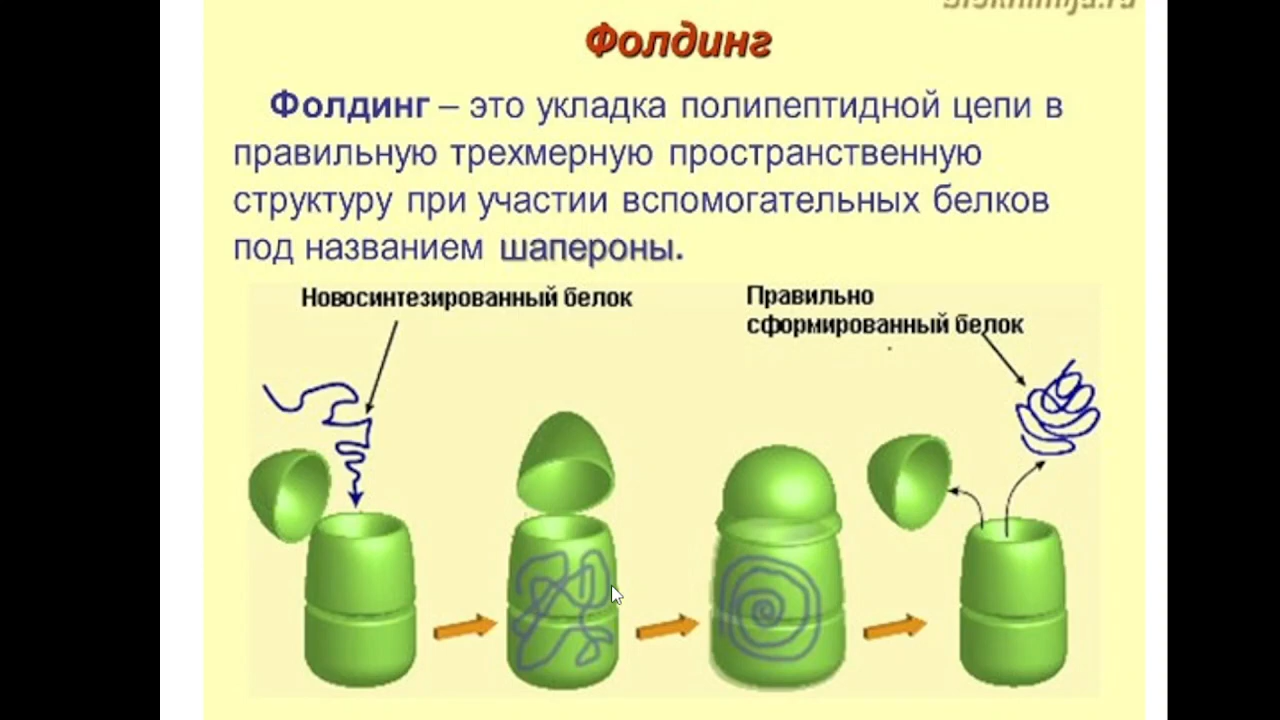 Фолдинг
Фолдинг – это укладка полипептидной цепи в
правильную трехмерную пространственную
структуру при участии вспомогательных белков
под названием шапероны.
Новосинтезированный белок
Правильно
сформированный белок